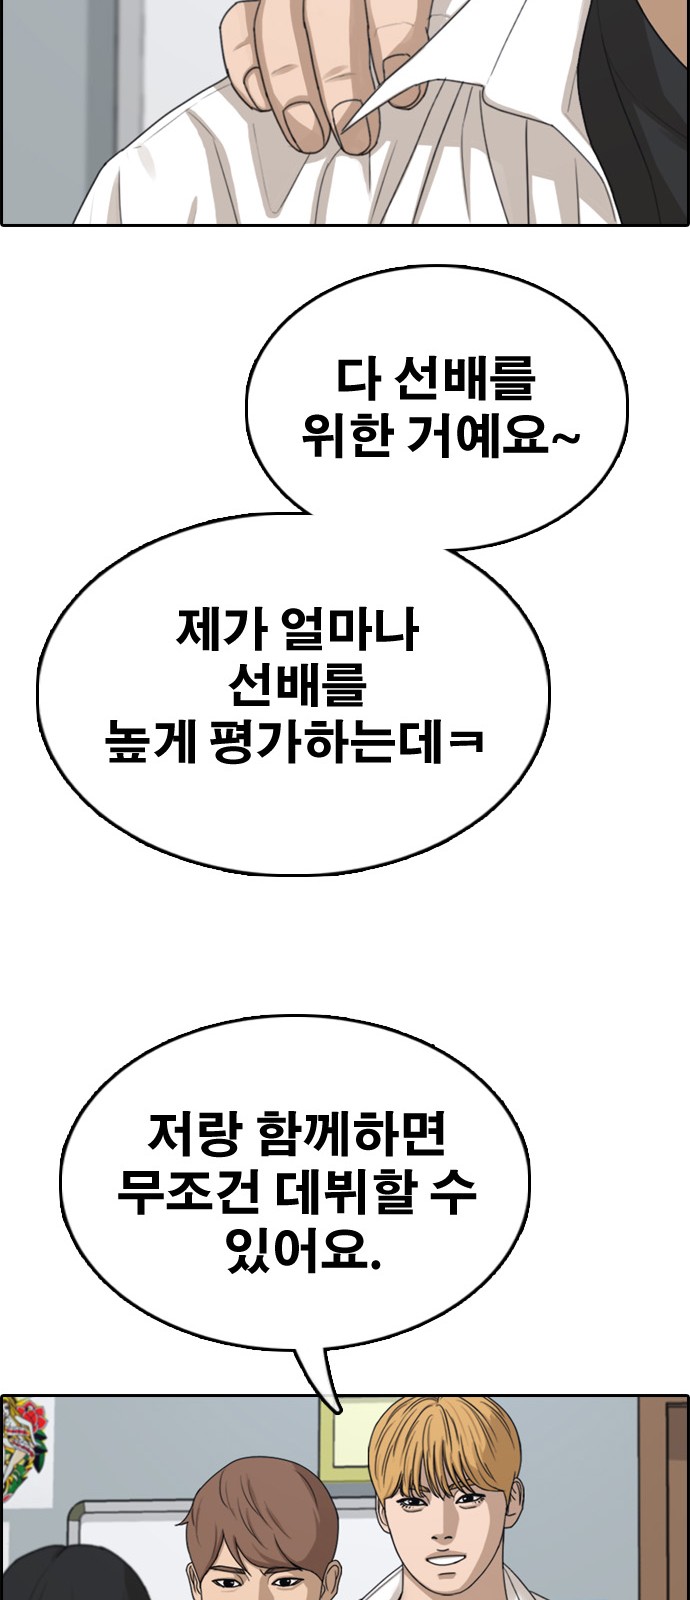 다 선배를
위한 거예요~
제가 얼마나
선배를
높게 평가하는데ㅋ
저랑 함께하면
무조건 데뷔할 수
있어요.